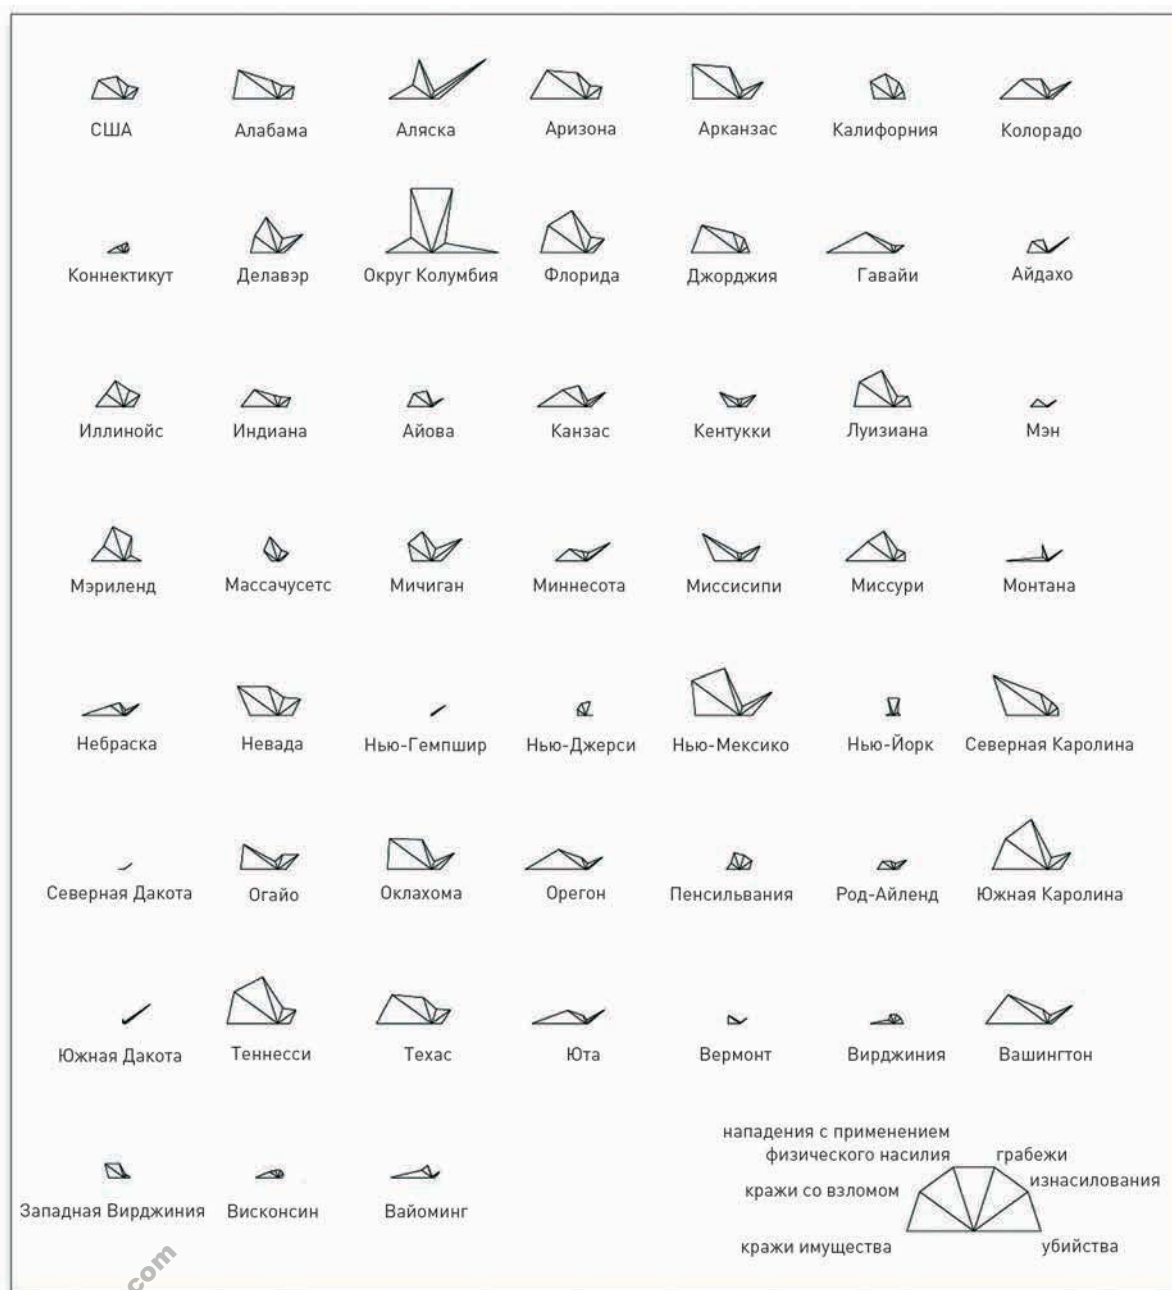 США Алабама Аляска Аризона Арканзас Калифорния Колорадо
Коннектикут Делавэр Округ Колумбия Флорида Джорджия Гавайи Айдахо
Иллинойс Индиана Айова Канзас Кентукки Луизиана Мэн
Мэриленд Массачусетс Мичиган Миннесота Миссисипи Миссури Монтана
Небраска Невада Нью-Гемпшир Нью-Джерси Нью-Мексико Нью-Йорк Северная Каролина
Северная Дакота Огайо Оклахома Орегон Пенсильвания Род-Айленд Южная Каролина
Южная Дакота Теннесси Техас Юта Вермонт Вирджиния Вашингтон
Западная Вирджиния Висконсин Вайоминг
нападения с применением
физического насилия
грабежи
изнасилования
кражи со взломом
кражи имущества
убийства
com